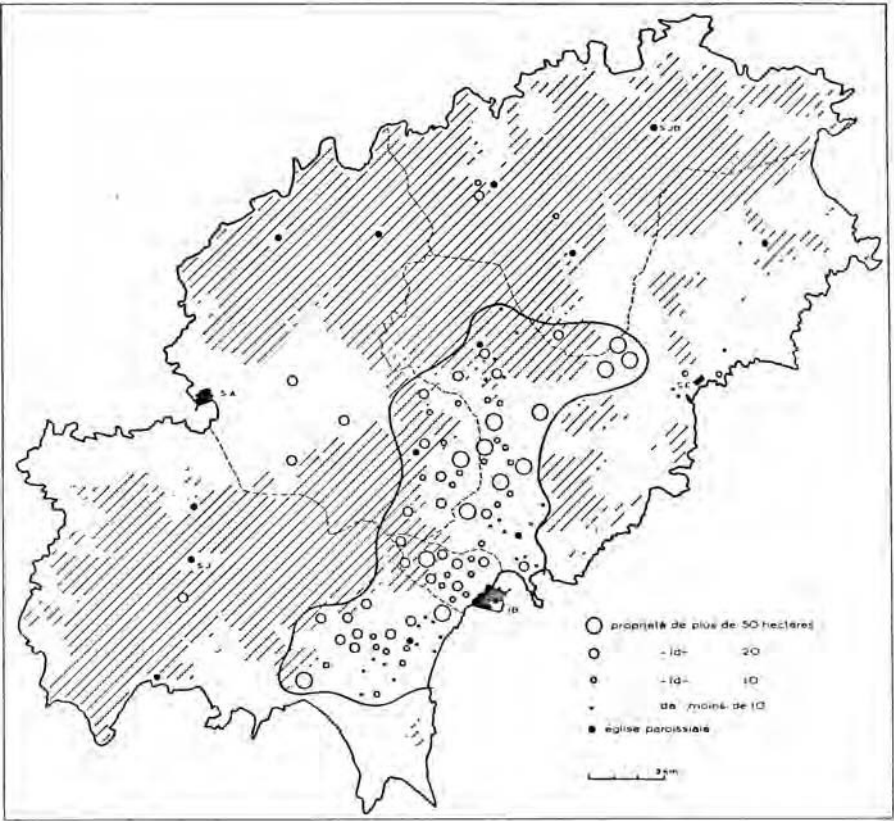 SJB
S.A
S.E
S.J
IB
propriété de plus de 50 hectares
-id- 20
-id- 10
de moins de 10
église paroissiale
3 km